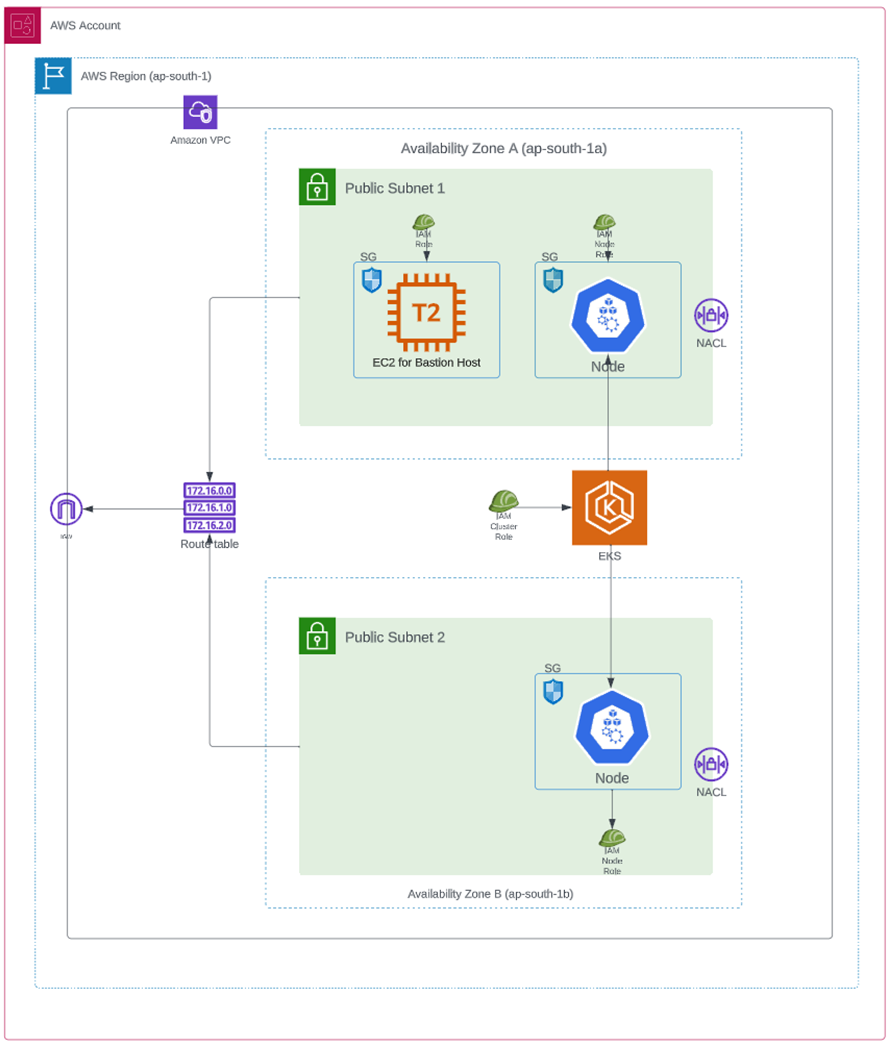 AWS Account
AWS Region (ap-south-1)
Amazon VPC
Availability Zone A (ap-south-1a)
Public Subnet 1
IAM
Role
IAM
Node
Role
SG
SG
T2
EC2 for Bastion Host
Node
NACL
172.16.0.0
172.16.1.0
172.16.2.0
Route table
IAM
Cluster
Role
K
EKS
Public Subnet 2
SG
Node
NACL
IAM
Node
Role
Availability Zone B (ap-south-1b)